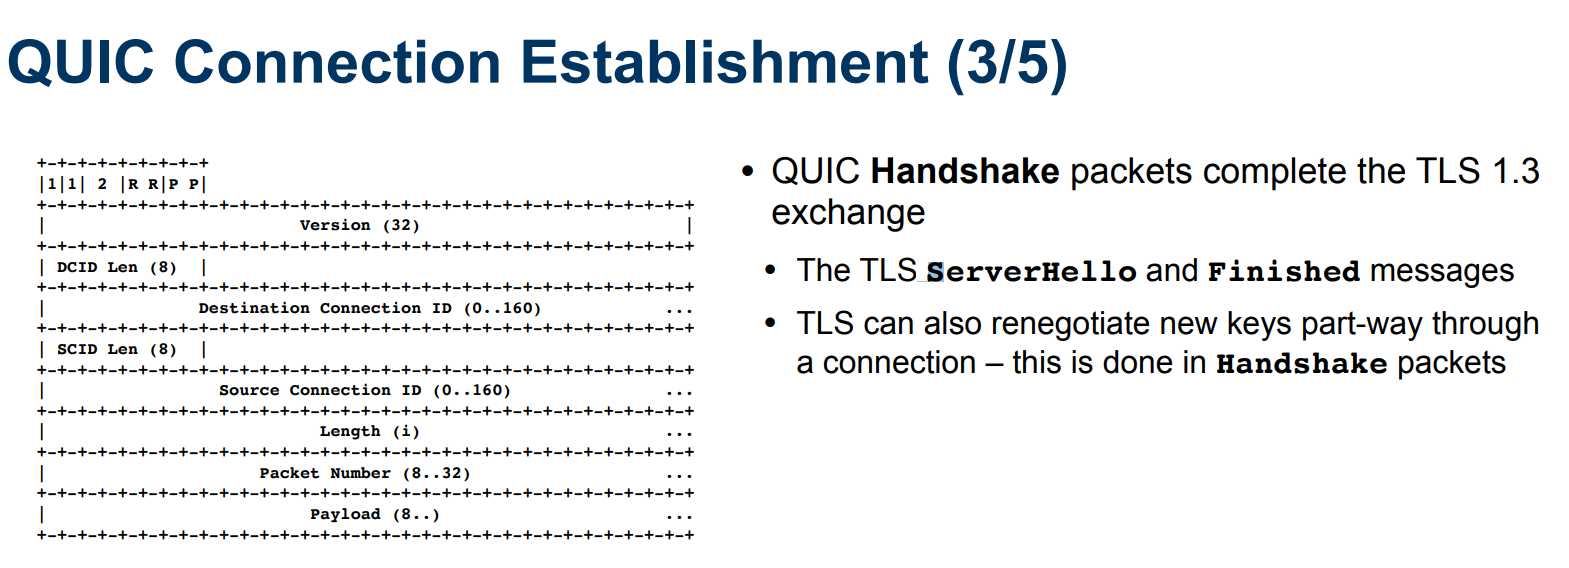 QUIC Connection Establishment (3/5)
+-+-+-+-+-+-+-+-+
|1|1| 2 |R R|P P|
+-+-+-+-+-+-+-+-+-+-+-+-+-+-+-+-+-+-+-+-+-+-+-+-+-+-+-+-+-+-+-+-+
|                         Version (32)                          |
+-+-+-+-+-+-+-+-+-+-+-+-+-+-+-+-+-+-+-+-+-+-+-+-+-+-+-+-+-+-+-+-+
| DCID Len (8)  |
+-+-+-+-+-+-+-+-+-+-+-+-+-+-+-+-+-+-+-+-+-+-+-+-+-+-+-+-+-+-+-+-+
|               Destination Connection ID (0..160)            ...
+-+-+-+-+-+-+-+-+-+-+-+-+-+-+-+-+-+-+-+-+-+-+-+-+-+-+-+-+-+-+-+-+
| SCID Len (8)  |
+-+-+-+-+-+-+-+-+-+-+-+-+-+-+-+-+-+-+-+-+-+-+-+-+-+-+-+-+-+-+-+-+
|                 Source Connection ID (0..160)               ...
+-+-+-+-+-+-+-+-+-+-+-+-+-+-+-+-+-+-+-+-+-+-+-+-+-+-+-+-+-+-+-+-+
|                           Length (i)                        ...
+-+-+-+-+-+-+-+-+-+-+-+-+-+-+-+-+-+-+-+-+-+-+-+-+-+-+-+-+-+-+-+-+
|                     Packet Number (8..32)                   ...
+-+-+-+-+-+-+-+-+-+-+-+-+-+-+-+-+-+-+-+-+-+-+-+-+-+-+-+-+-+-+-+-+
|                          Payload (8..)                      ...
+-+-+-+-+-+-+-+-+-+-+-+-+-+-+-+-+-+-+-+-+-+-+-+-+-+-+-+-+-+-+-+-+
• QUIC Handshake packets complete the TLS 1.3
exchange
• The TLS ServerHello and Finished messages
• TLS can also renegotiate new keys part-way through
a connection – this is done in Handshake packets